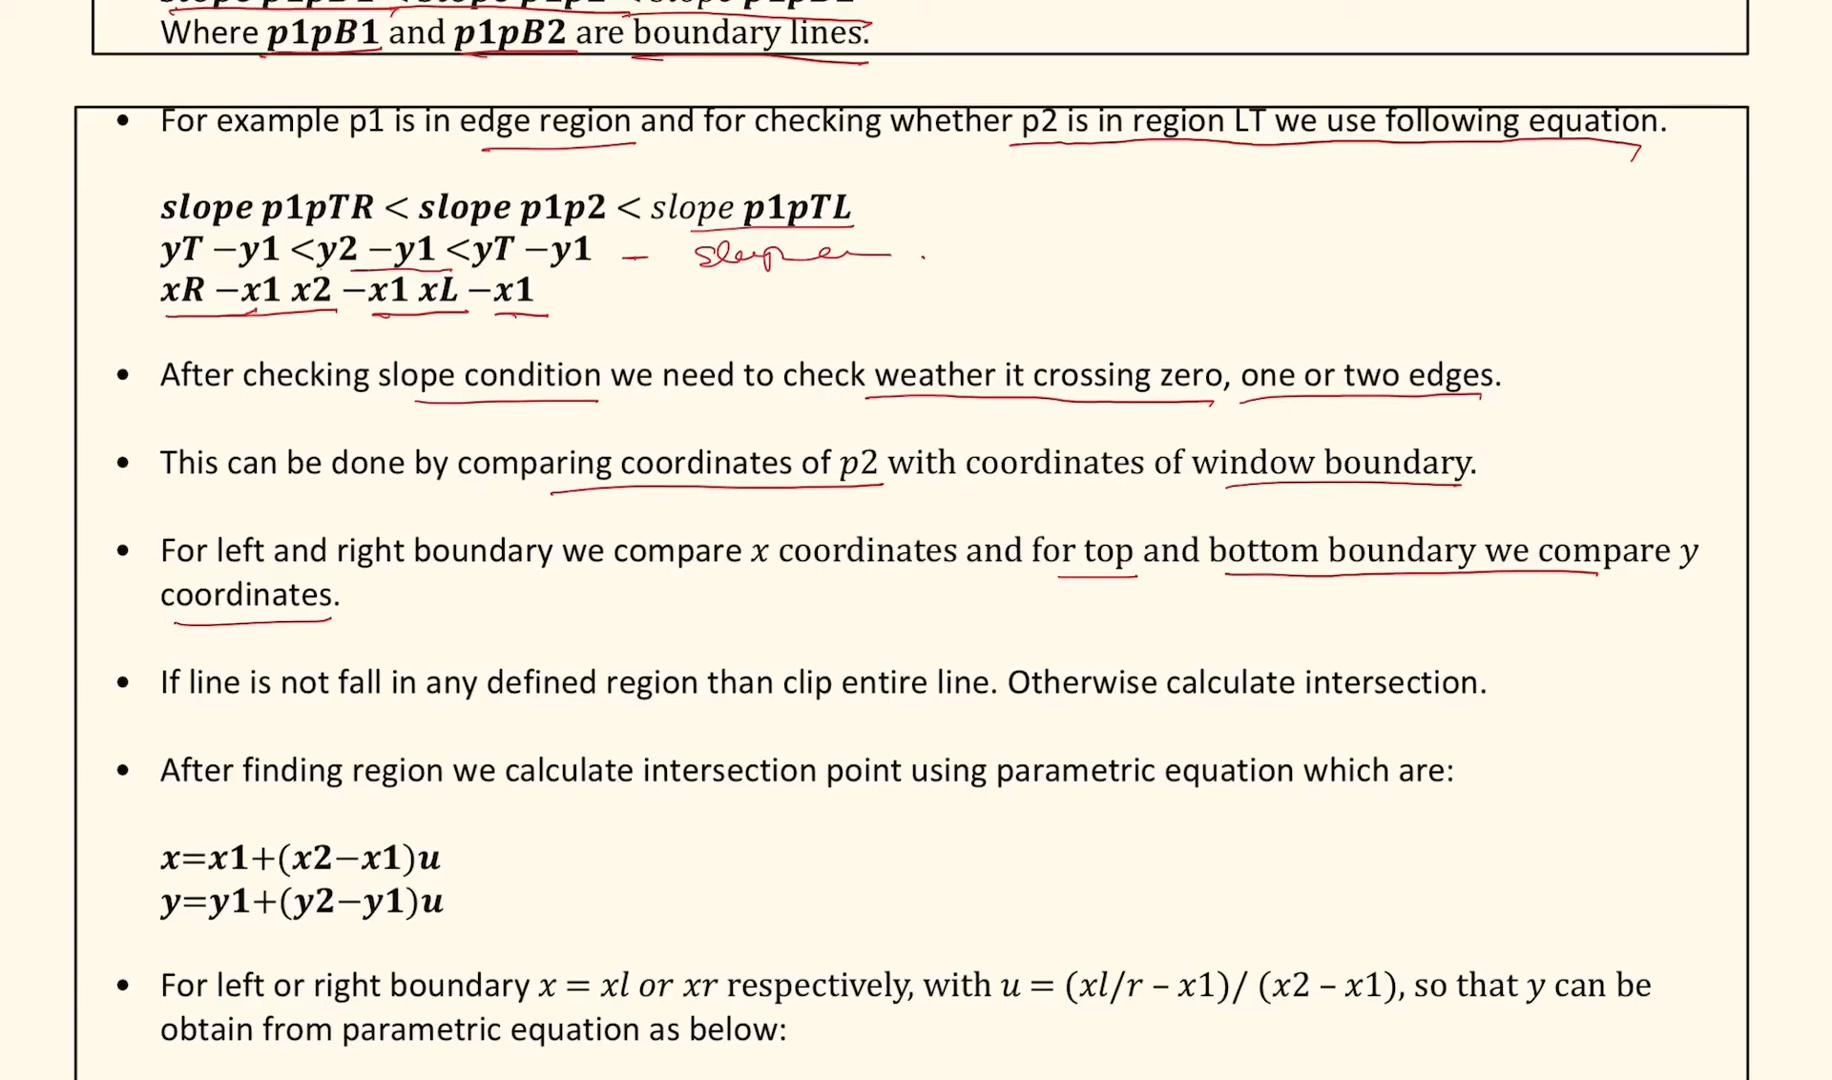 Where p1pB1 and p1pB2 are boundary lines.
• For example p1 is in edge region and for checking whether p2 is in region LT we use following equation.
slope p1pTR < slope p1p2 < slope p1pTL
yT −y1 <y2 −y1 <yT −y1 – slope
xR −x1 x2 −x1 xL −x1
• After checking slope condition we need to check weather it crossing zero, one or two edges.
• This can be done by comparing coordinates of p2 with coordinates of window boundary.
• For left and right boundary we compare x coordinates and for top and bottom boundary we compare y
coordinates.
• If line is not fall in any defined region than clip entire line. Otherwise calculate intersection.
• After finding region we calculate intersection point using parametric equation which are:
x=x1+(x2−x1)u
y=y1+(y2−y1)u
• For left or right boundary x = xl or xr respectively, with u = (xl/r – x1)/ (x2 – x1), so that y can be
obtain from parametric equation as below: